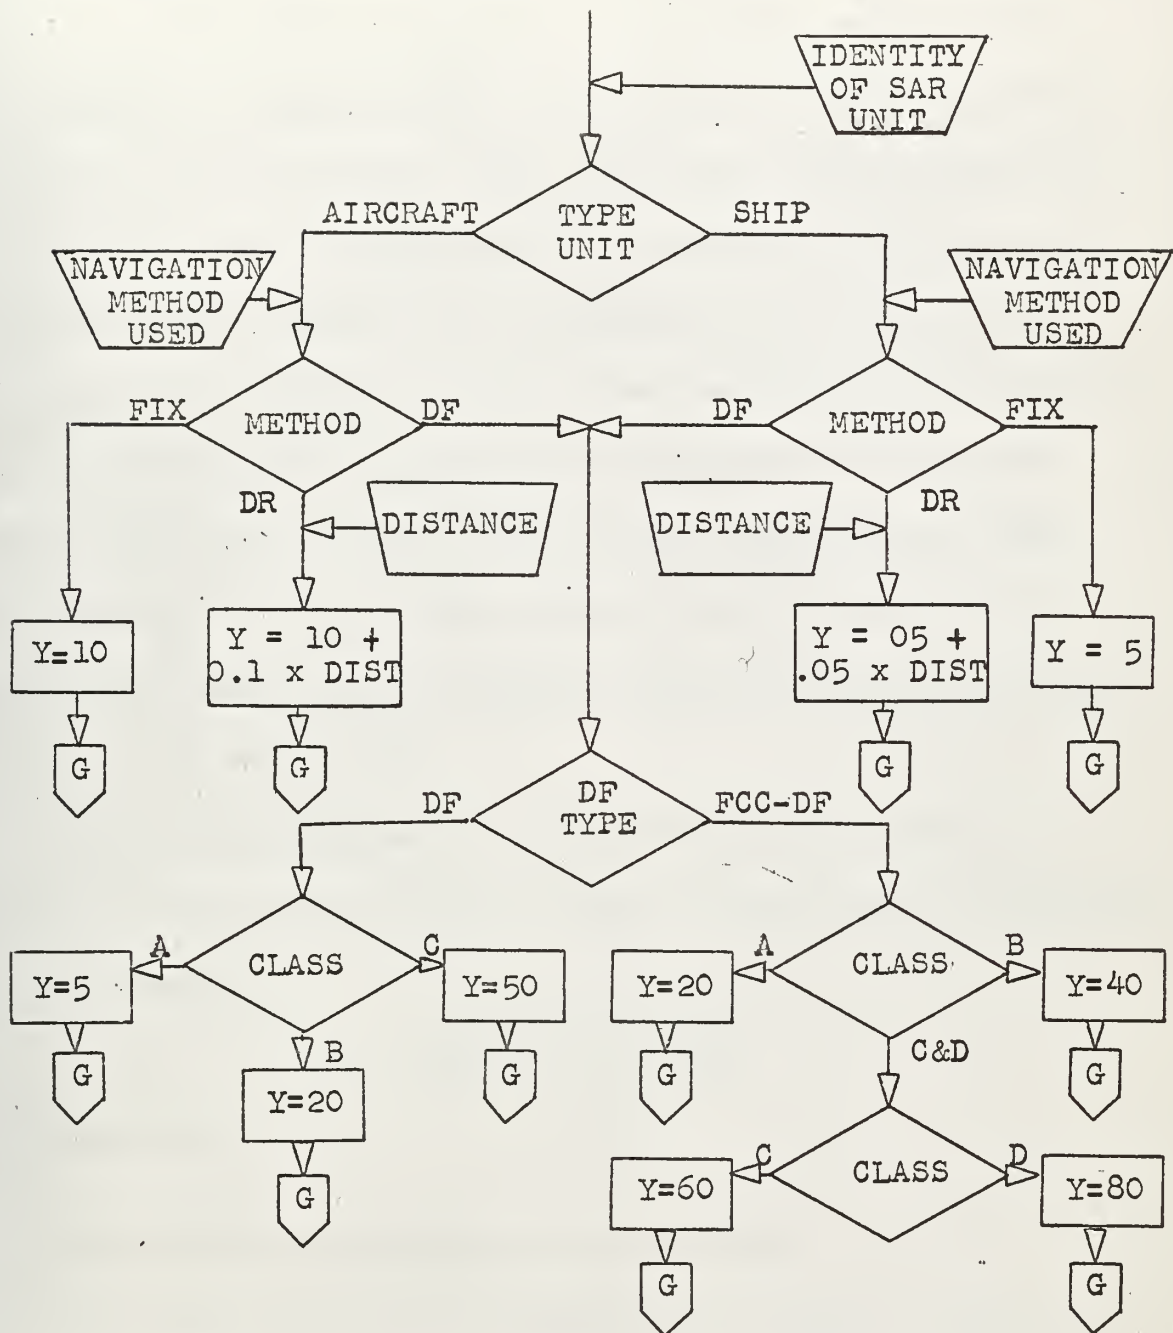 IDENTITY
OF SAR
UNIT
AIRCRAFT
TYPE
UNIT
SHIP
NAVIGATION
METHOD
USED
NAVIGATION
METHOD
USED
FIX
METHOD
DF
DF
METHOD
FIX
DR
DISTANCE
DISTANCE
DR
Y=10
Y = 10 +
0.1 x DIST
Y = 05 +
.05 x DIST
Y = 5
G
G
G
G
DF
DF
TYPE
FCC-DF
A
CLASS
C
A
CLASS
B
Y=5
Y=50
Y=20
Y=40
B
C&D
G
Y=20
G
G
G
G
C
CLASS
D
Y=60
Y=80
G
G